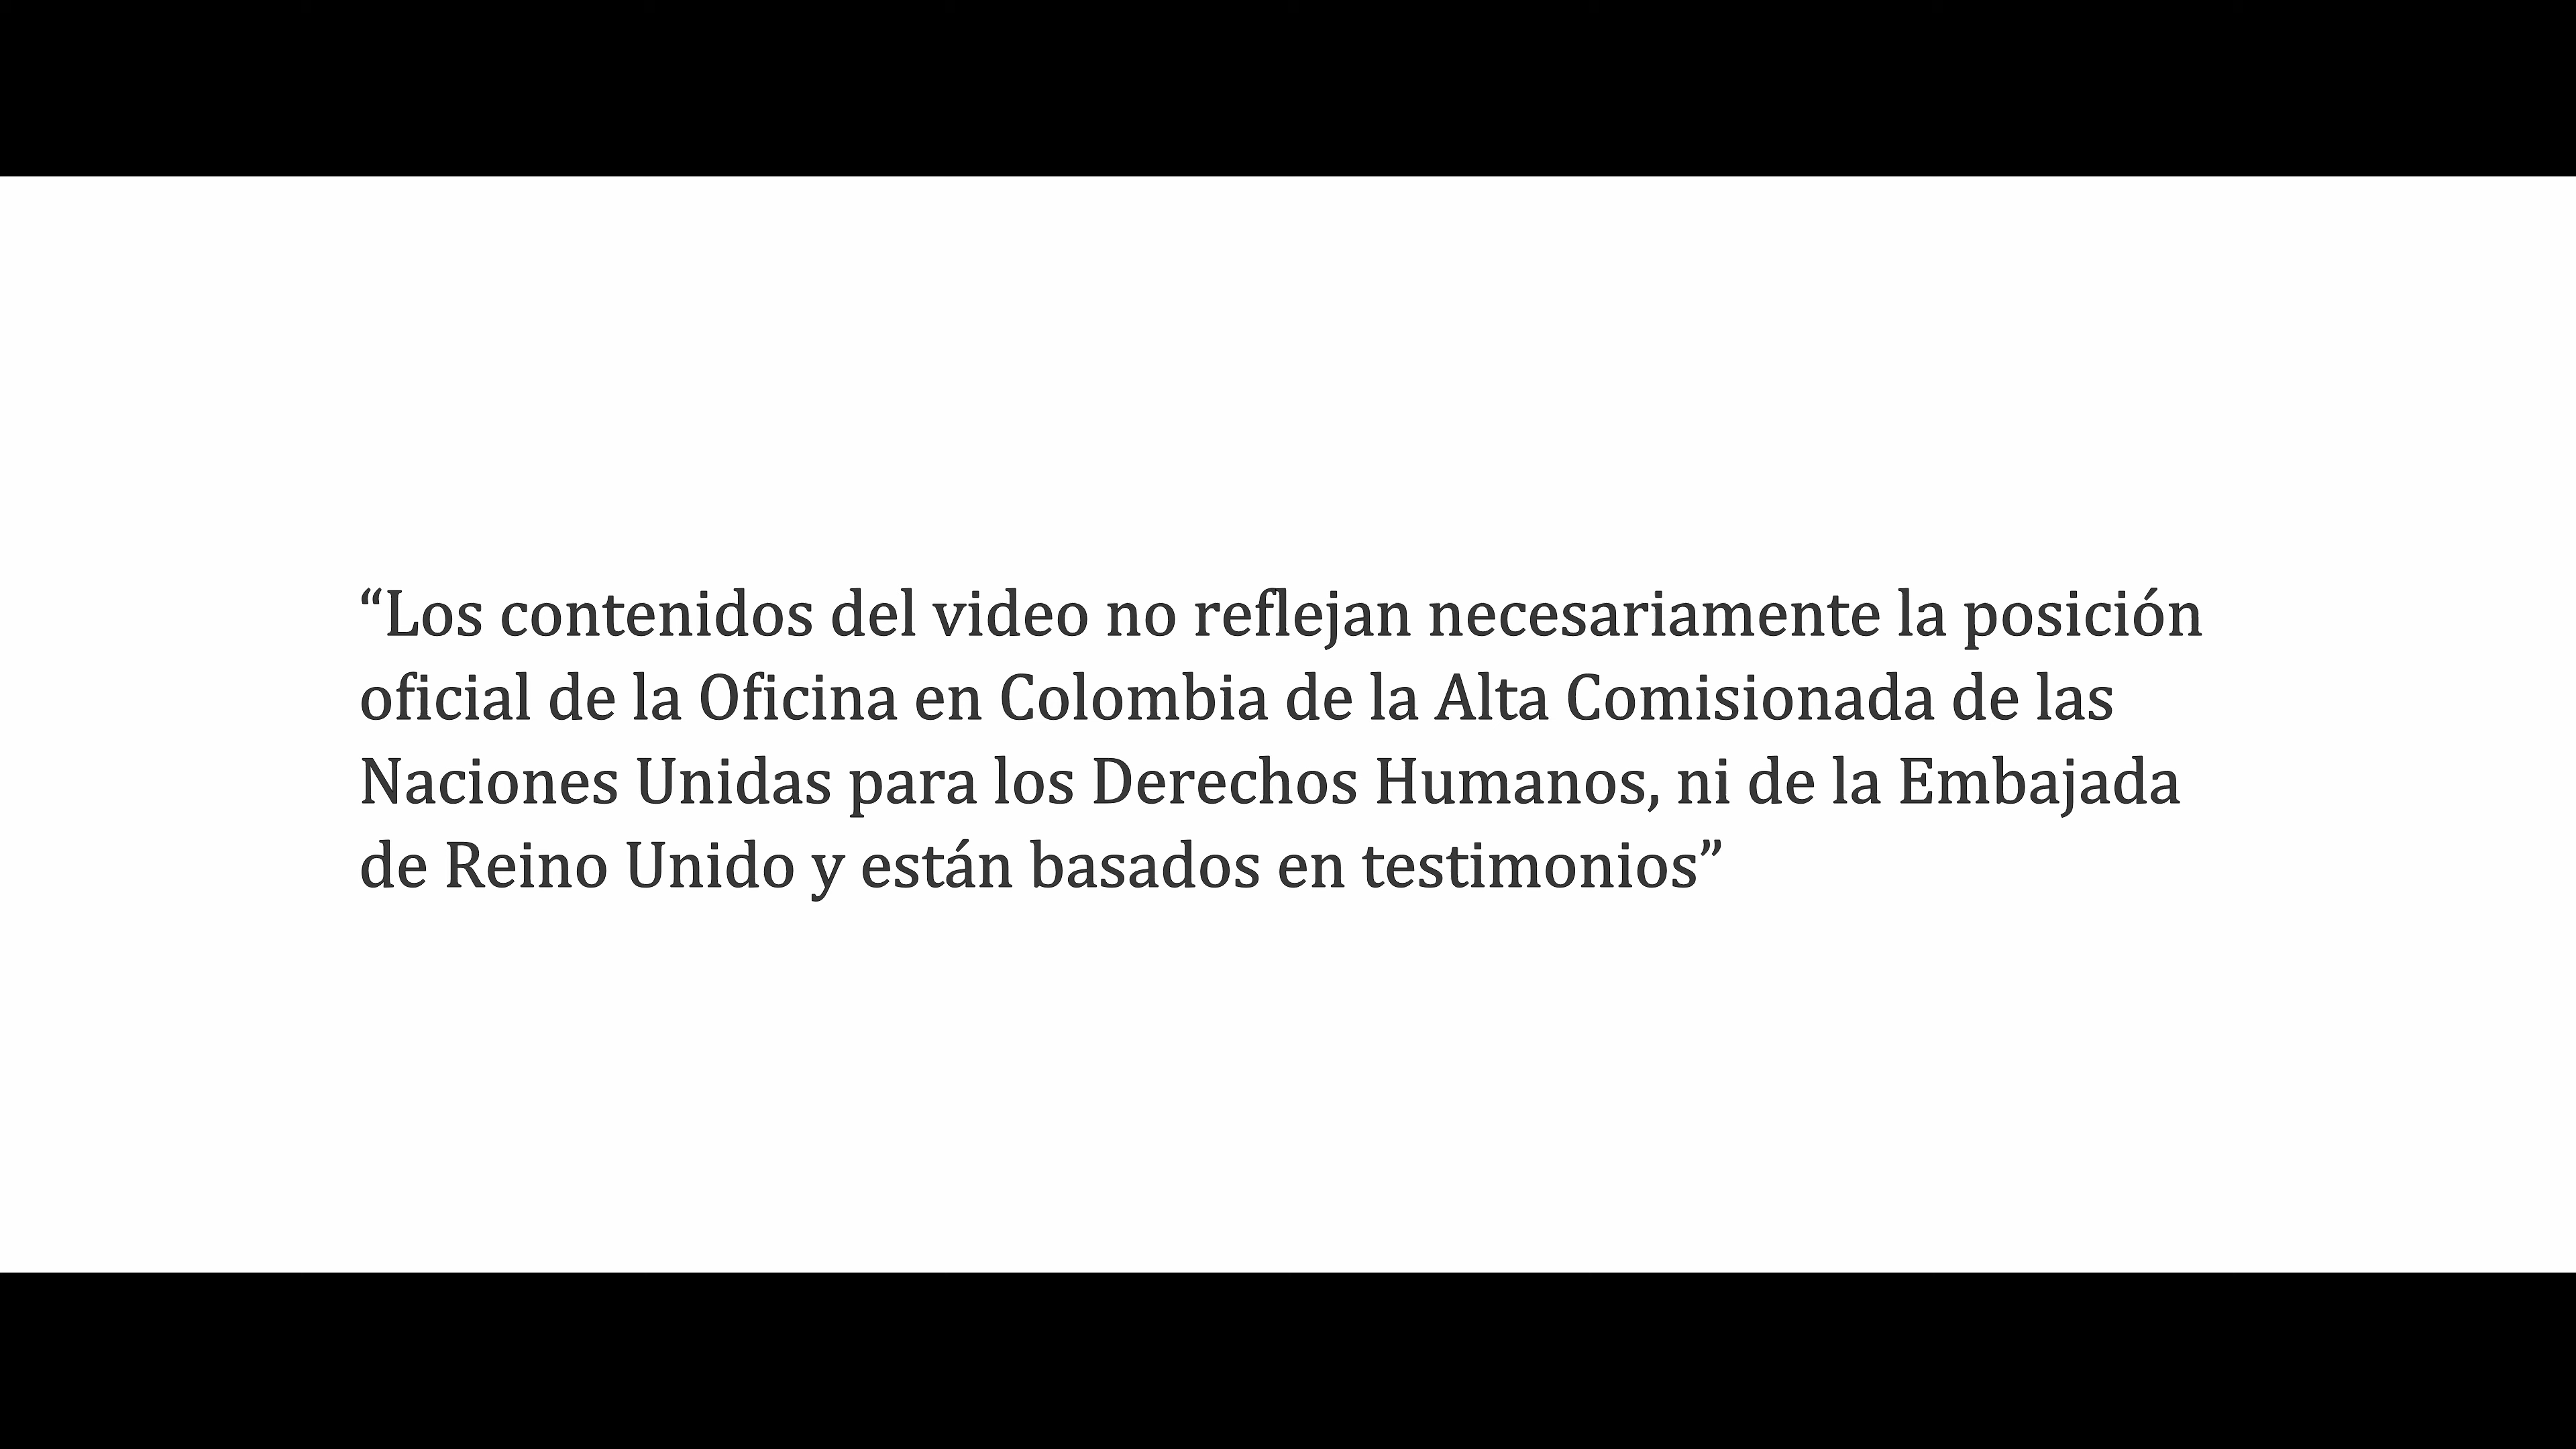 “Los contenidos del video no reflejan necesariamente la posición
oficial de la Oficina en Colombia de la Alta Comisionada de las
Naciones Unidas para los Derechos Humanos, ni de la Embajada
de Reino Unido y están basados en testimonios”